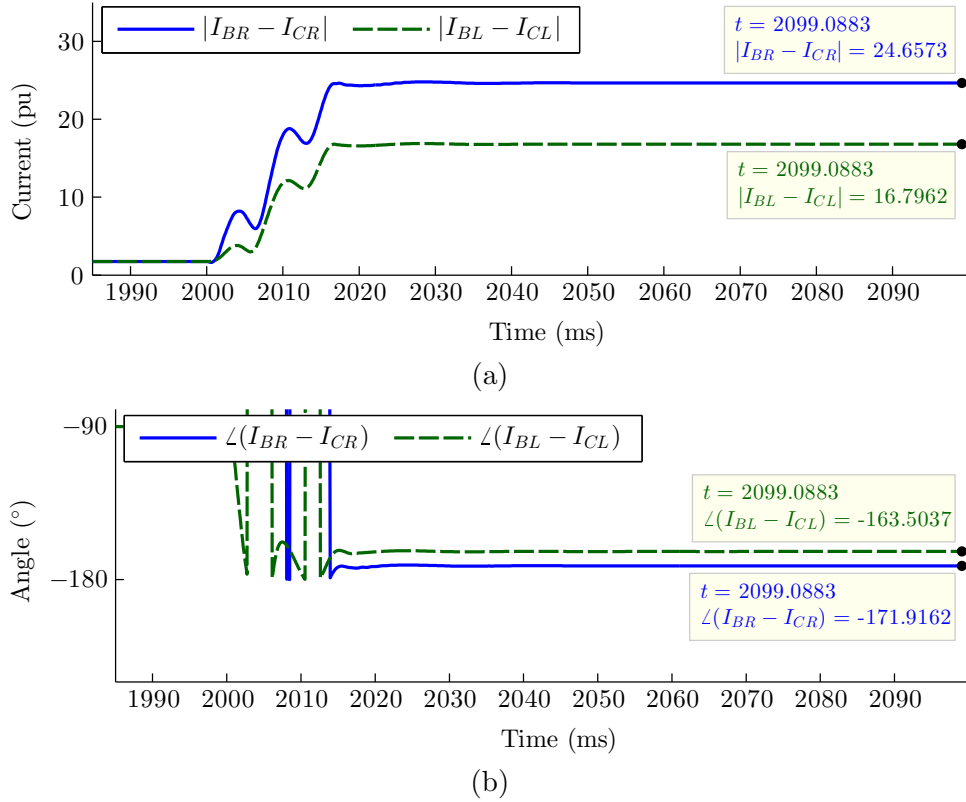 30
20
10
0
Current (pu)
|I_BR − I_CR| |I_BL − I_CL|
t = 2099.0883
|I_BR − I_CR| = 24.6573
t = 2099.0883
|I_BL − I_CL| = 16.7962
1990 2000 2010 2020 2030 2040 2050 2060 2070 2080 2090
Time (ms)
(a)
−90
−180
Angle (°)
∠(I_BR − I_CR) ∠(I_BL − I_CL)
t = 2099.0883
∠(I_BL − I_CL) = -163.5037
t = 2099.0883
∠(I_BR − I_CR) = -171.9162
1990 2000 2010 2020 2030 2040 2050 2060 2070 2080 2090
Time (ms)
(b)